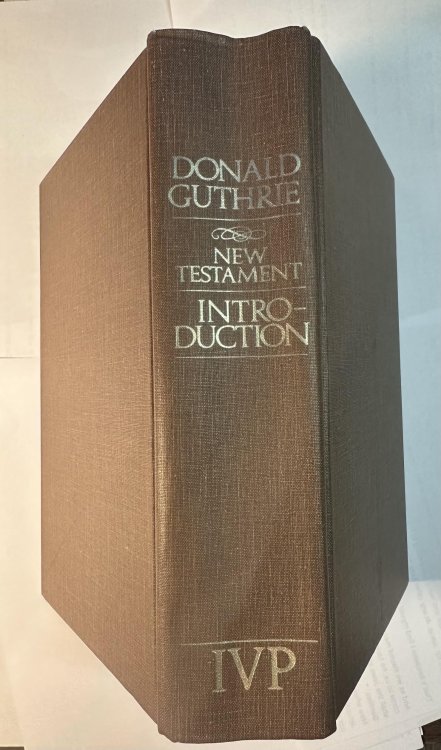 DONALD
GUTHRIE
NEW
TESTAMENT
INTRO-
DUCTION
IVP